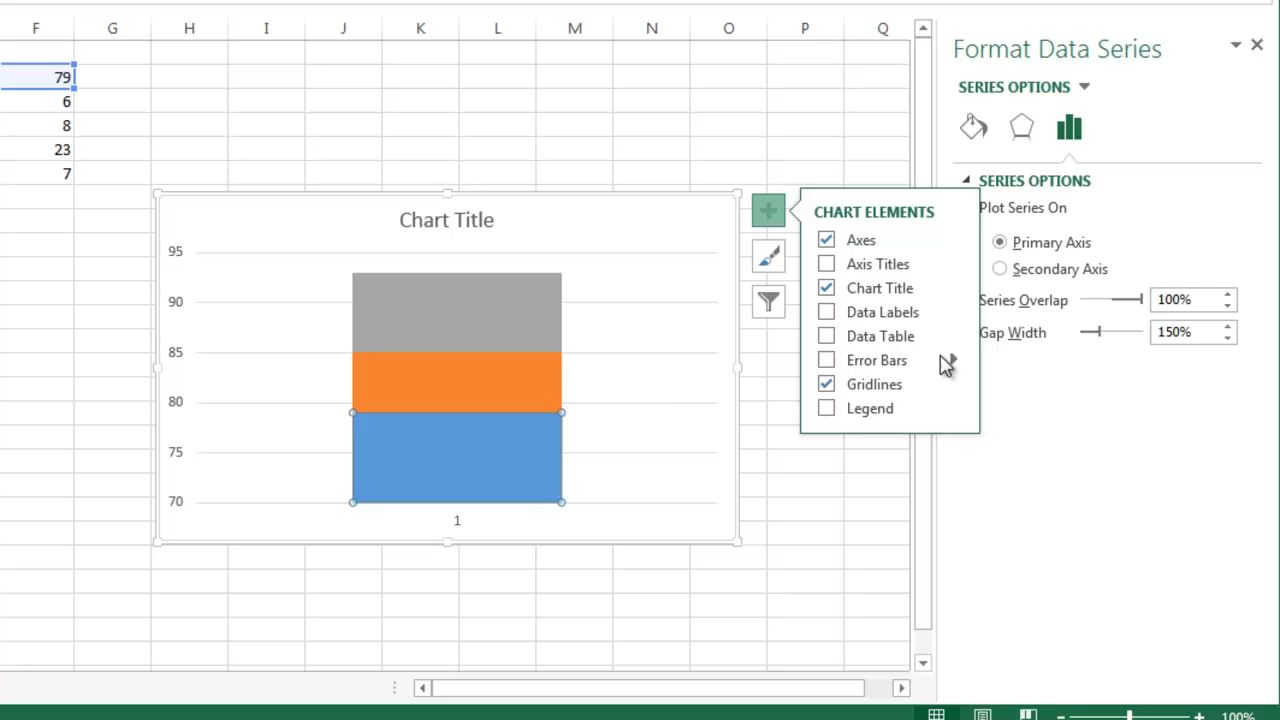 F G H I J K L M N O P Q
79
6
8
23
7
Chart Title
95
90
85
80
75
70
1
CHART ELEMENTS
Axes
Axis Titles
Chart Title
Data Labels
Data Table
Error Bars
Gridlines
Legend
Format Data Series
SERIES OPTIONS
SERIES OPTIONS
Plot Series On
Primary Axis
Secondary Axis
Series Overlap 100%
Gap Width 150%
100%